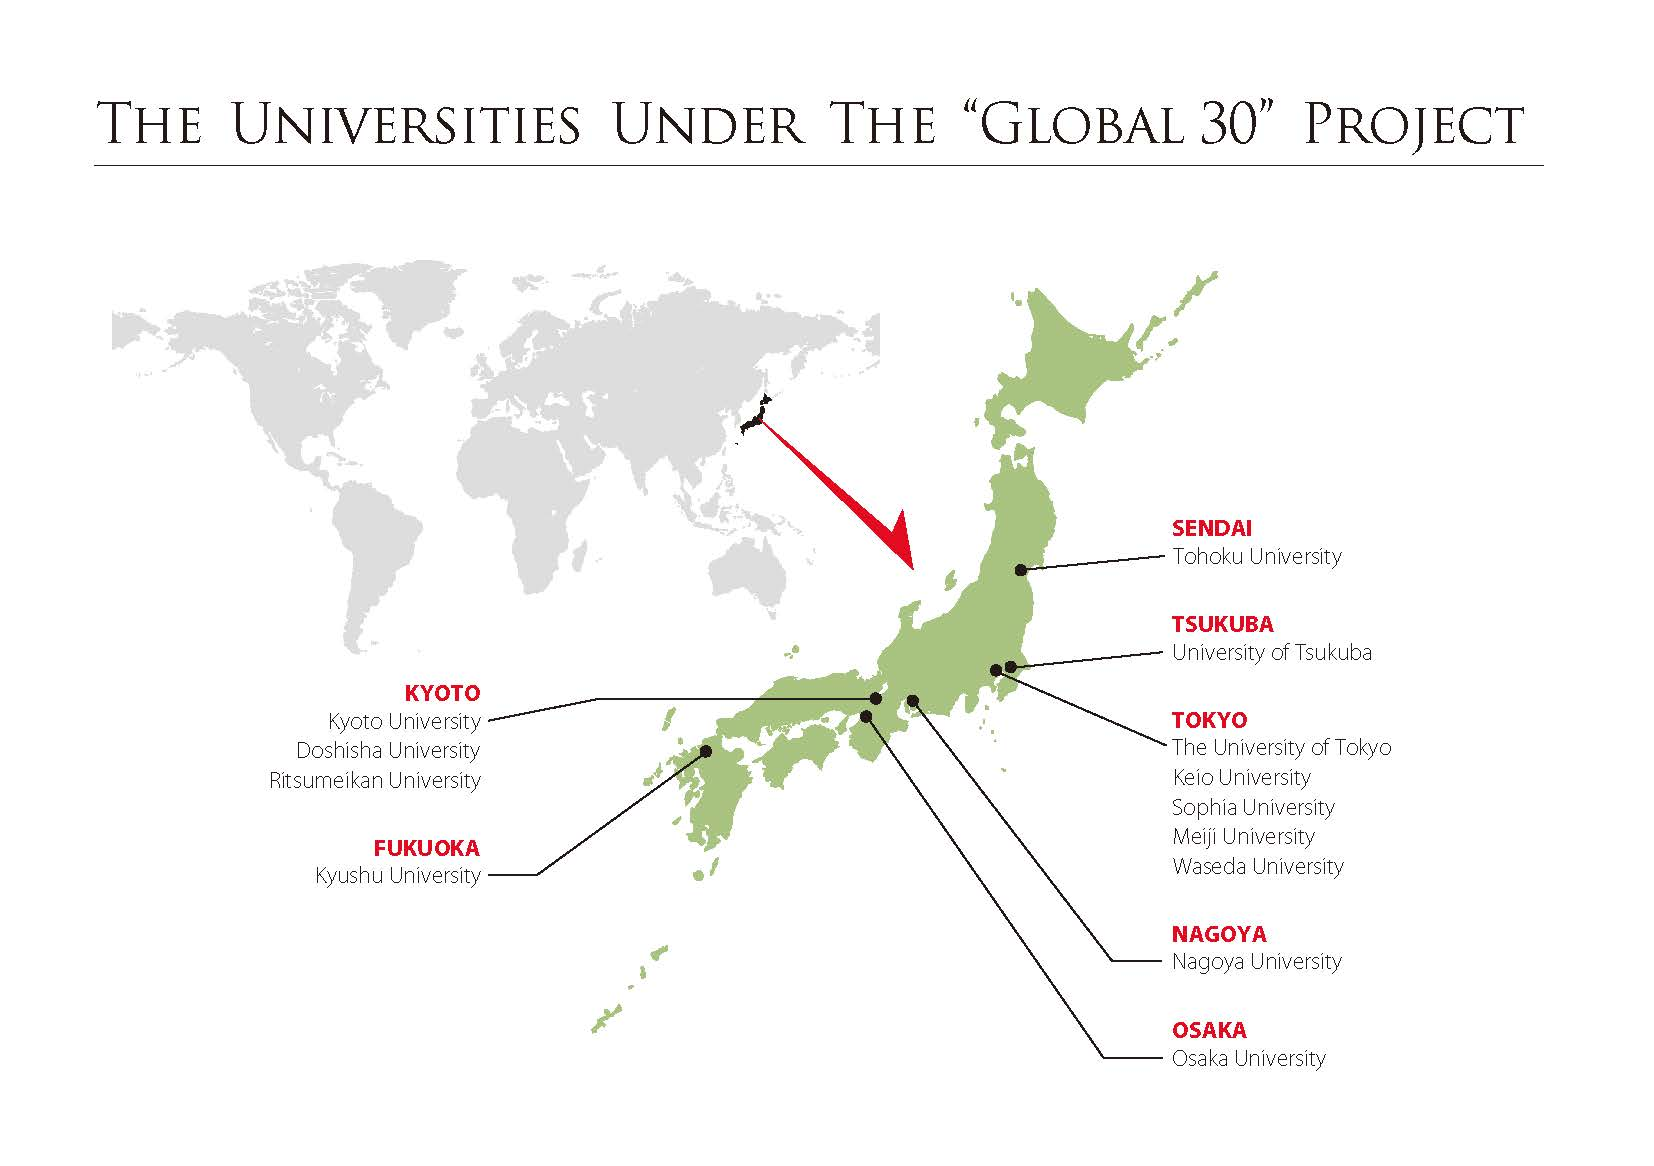 THE UNIVERSITIES UNDER THE “GLOBAL 30” PROJECT
SENDAI
Tohoku University
TSUKUBA
University of Tsukuba
KYOTO
Kyoto University
Doshisha University
Ritsumeikan University
TOKYO
The University of Tokyo
Keio University
Sophia University
Meiji University
Waseda University
FUKUOKA
Kyushu University
NAGOYA
Nagoya University
OSAKA
Osaka University